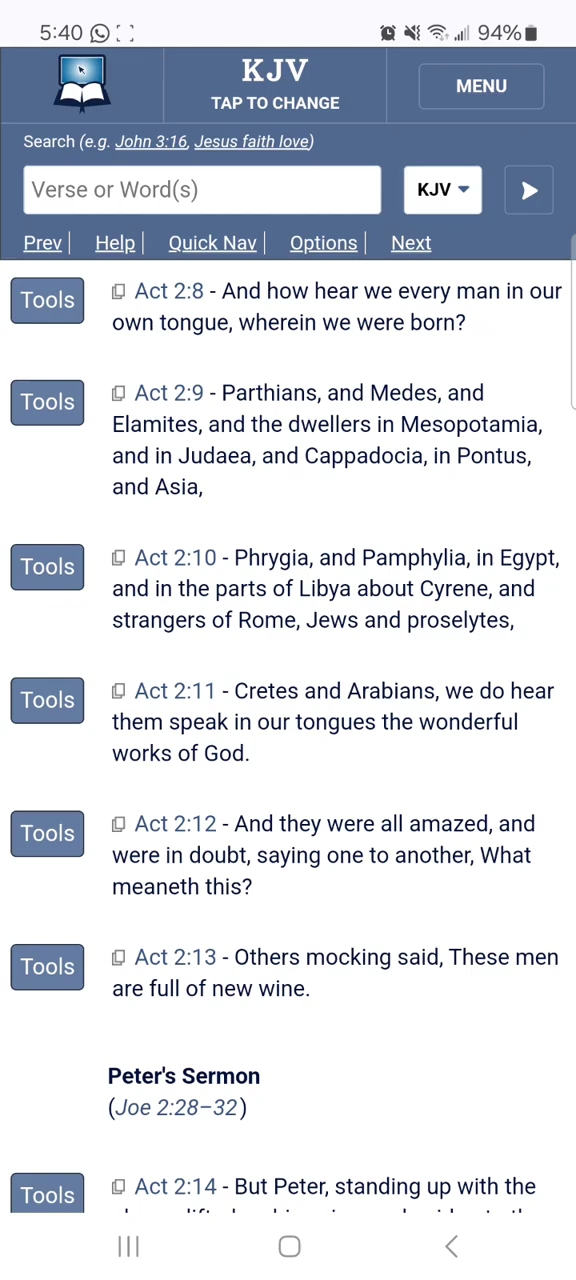 5:40
94%
KJV
TAP TO CHANGE
MENU
Search (e.g. John 3:16, Jesus faith love)
Verse or Word(s)
KJV
Prev| Help| Quick Nav| Options| Next
Tools
Act 2:8 - And how hear we every man in our
own tongue, wherein we were born?
Tools
Act 2:9 - Parthians, and Medes, and
Elamites, and the dwellers in Mesopotamia,
and in Judaea, and Cappadocia, in Pontus,
and Asia,
Tools
Act 2:10 - Phrygia, and Pamphylia, in Egypt,
and in the parts of Libya about Cyrene, and
strangers of Rome, Jews and proselytes,
Tools
Act 2:11 - Cretes and Arabians, we do hear
them speak in our tongues the wonderful
works of God.
Tools
Act 2:12 - And they were all amazed, and
were in doubt, saying one to another, What
meaneth this?
Tools
Act 2:13 - Others mocking said, These men
are full of new wine.
Peter's Sermon
(Joe 2:28–32)
Tools
Act 2:14 - But Peter, standing up with the